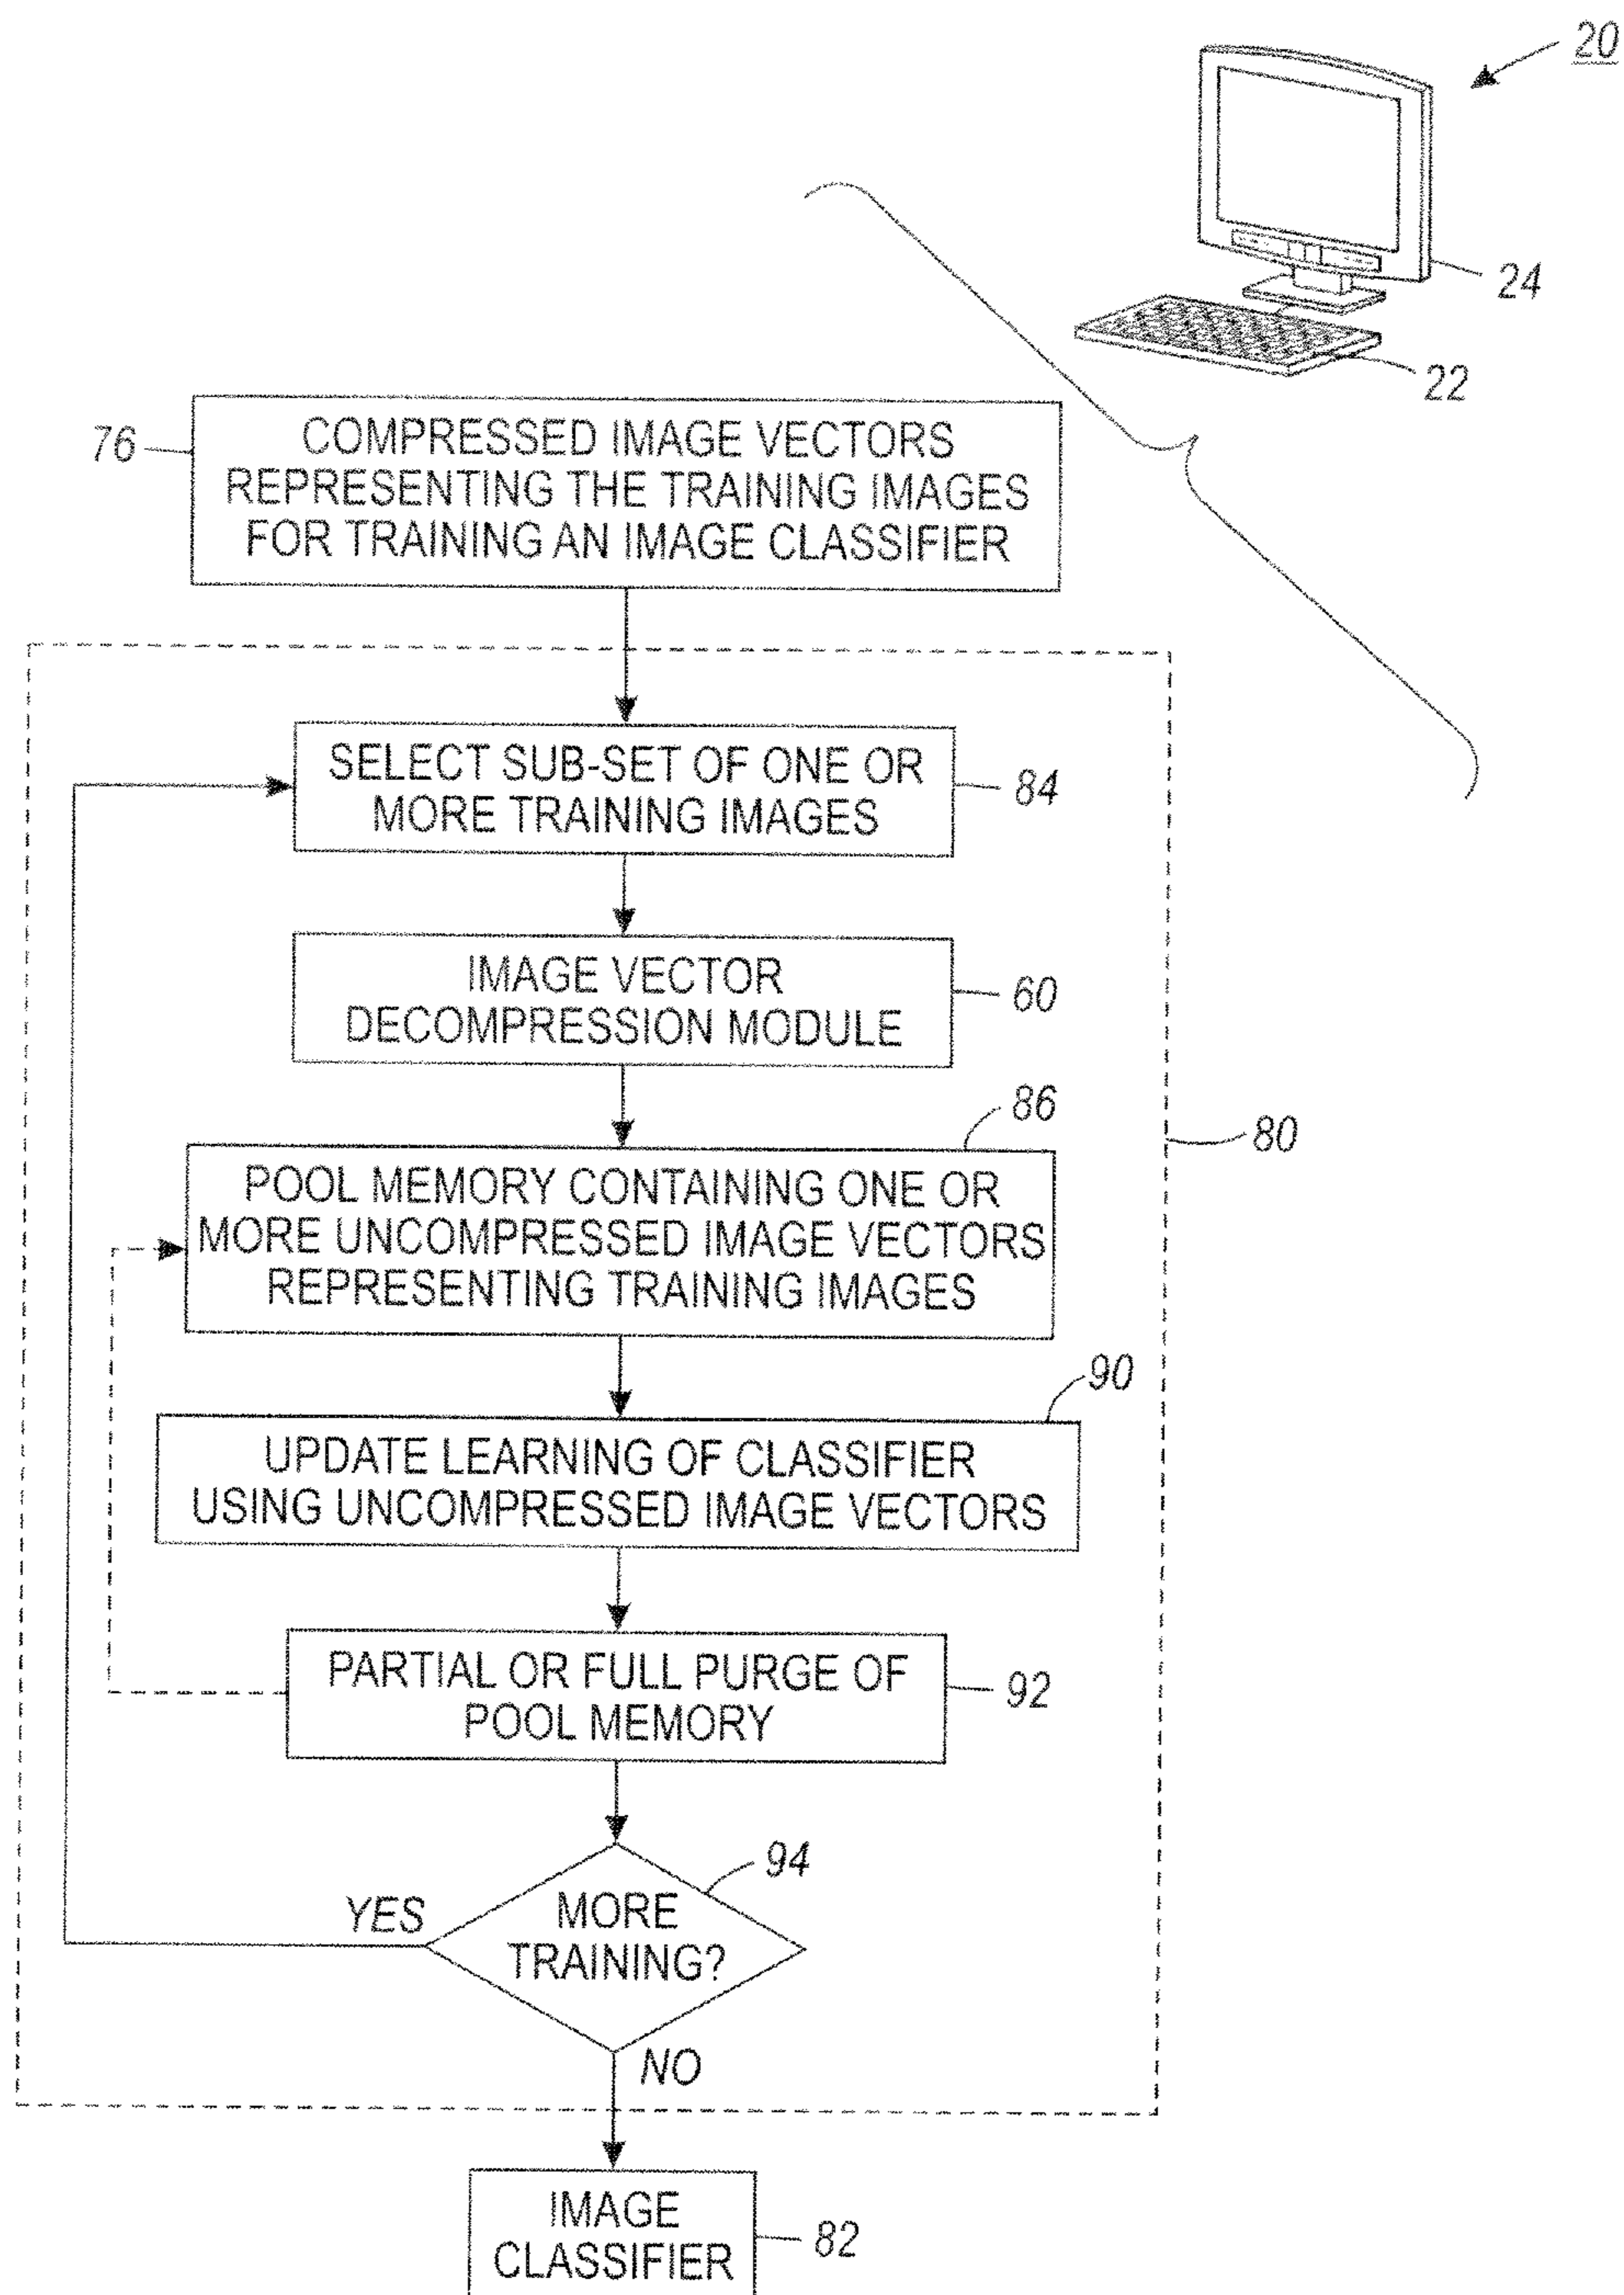 20
24
22
76
COMPRESSED IMAGE VECTORS
REPRESENTING THE TRAINING IMAGES
FOR TRAINING AN IMAGE CLASSIFIER
SELECT SUB-SET OF ONE OR
MORE TRAINING IMAGES
84
IMAGE VECTOR
DECOMPRESSION MODULE
60
86
80
POOL MEMORY CONTAINING ONE OR
MORE UNCOMPRESSED IMAGE VECTORS
REPRESENTING TRAINING IMAGES
90
UPDATE LEARNING OF CLASSIFIER
USING UNCOMPRESSED IMAGE VECTORS
PARTIAL OR FULL PURGE OF
POOL MEMORY
92
94
YES
MORE
TRAINING?
NO
IMAGE
CLASSIFIER
82